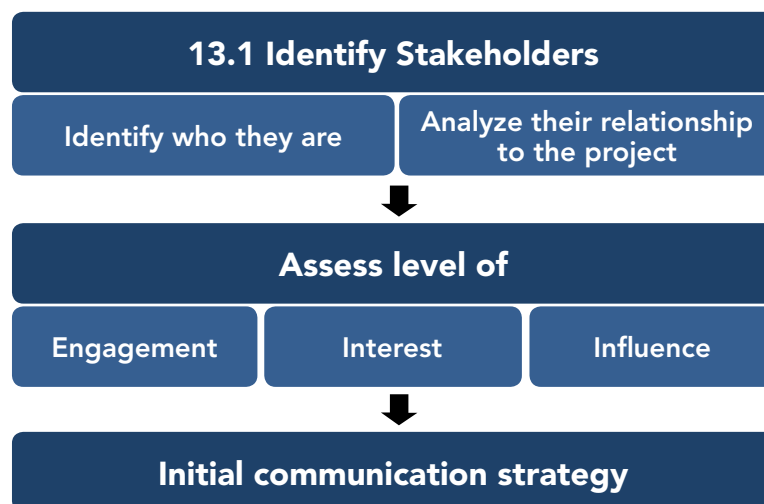 13.1 Identify Stakeholders
Identify who they are
Analyze their relationship
to the project
Assess level of
Engagement
Interest
Influence
Initial communication strategy